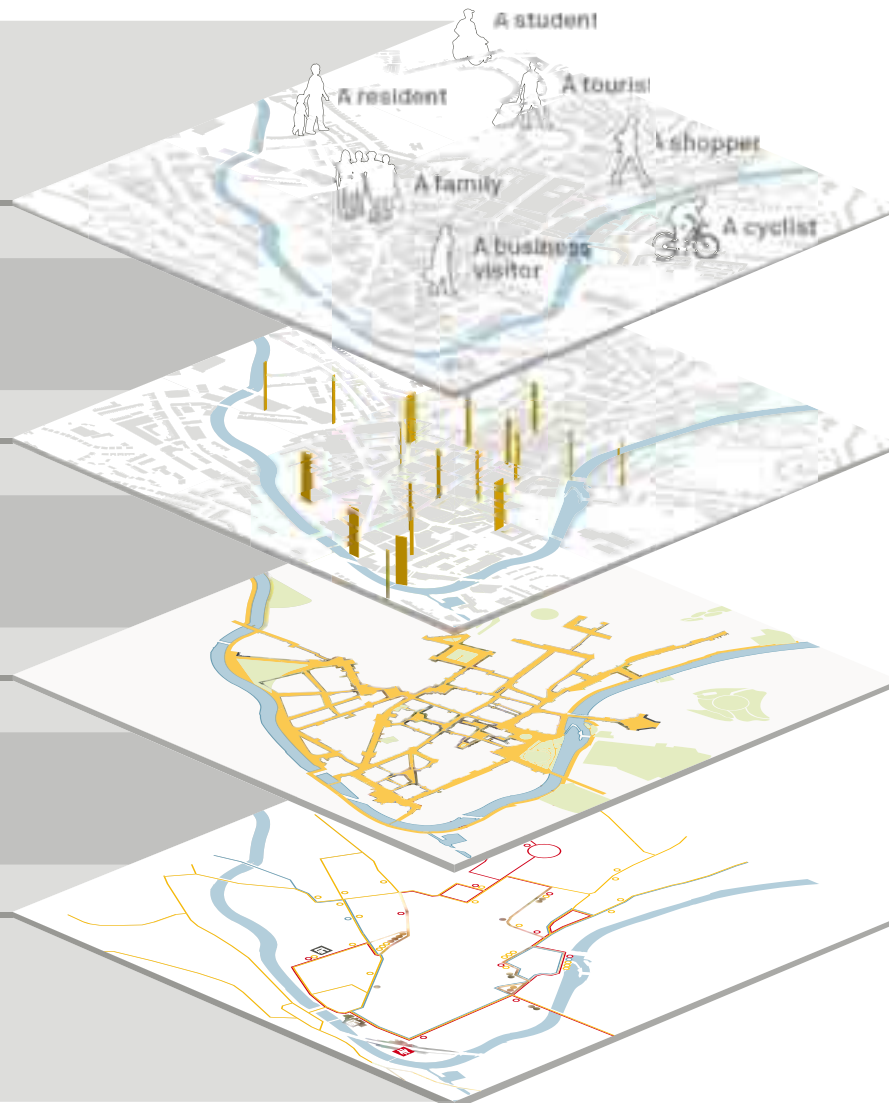 A student
A tourist
A resident
A shopper
A family
A cyclist
A business
visitor